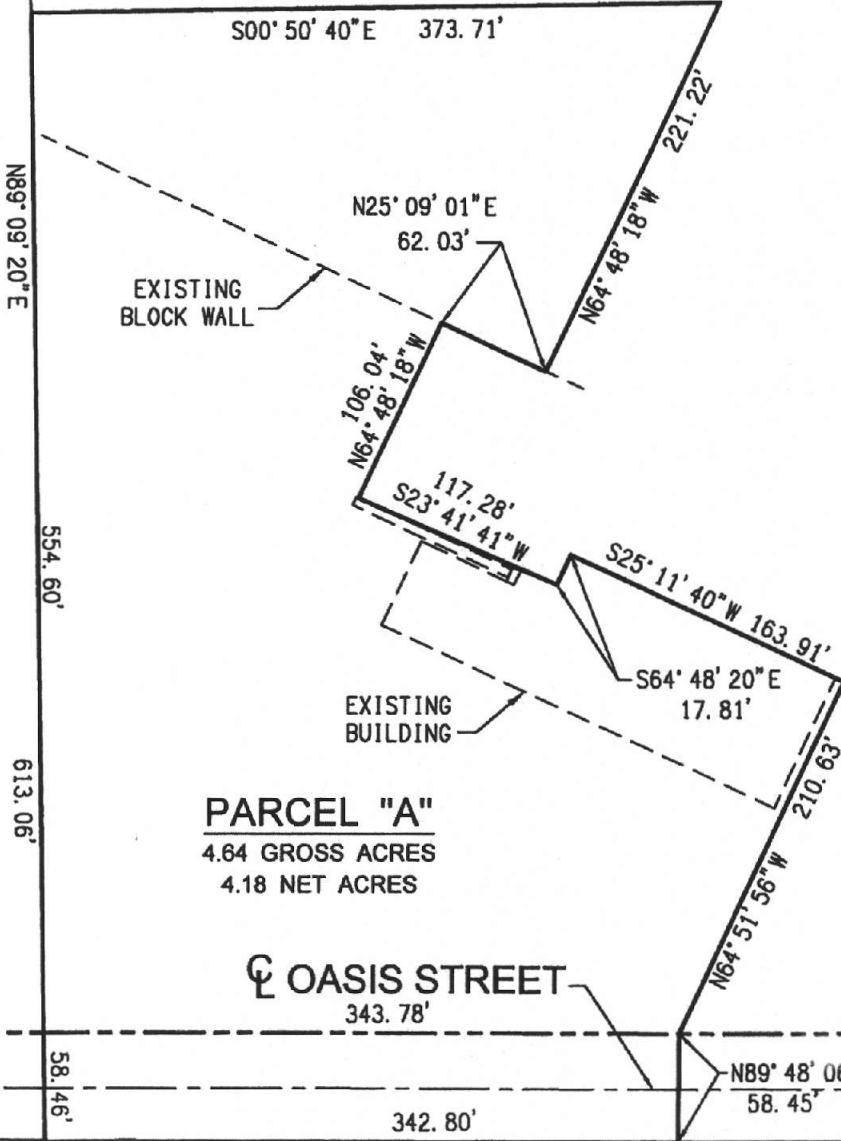 S00°50'40"E 373.71'
221.22'
N64°48'18"W
N25°09'01"E
62.03'
N89°09'20"E
EXISTING
BLOCK WALL
106.04'
N64°48'18"W
117.28'
S23°41'41"W
S25°11'40"W 163.91'
554.60'
S64°48'20"E
17.81'
EXISTING
BUILDING
210.63'
N64°51'56"W
613.06'
PARCEL "A"
4.64 GROSS ACRES
4.18 NET ACRES
℄ OASIS STREET
343.78'
58.46'
N89°48'06
58.45'
342.80'